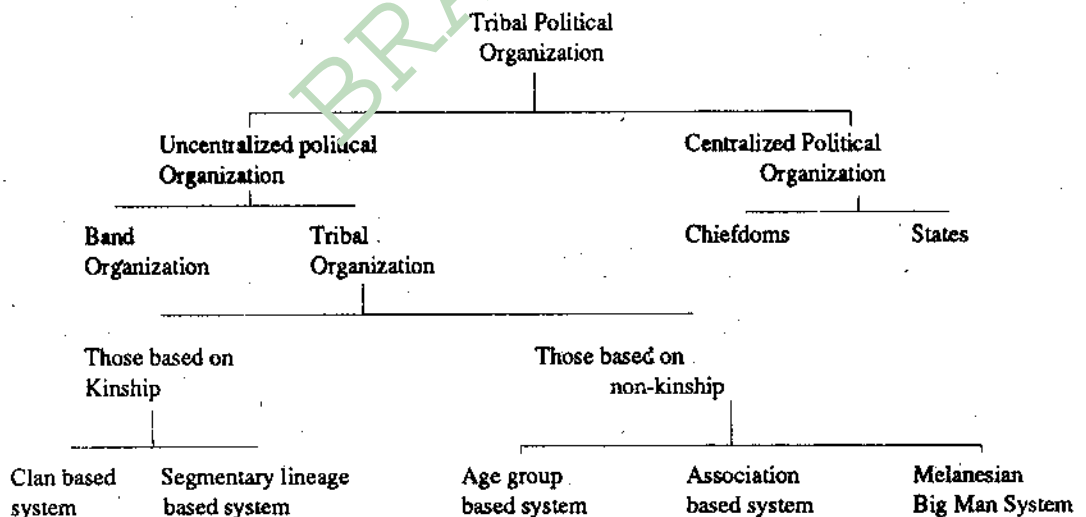 BRA
Tribal Political
Organization
Uncentralized political
Organization
Centralized Political
Organization
Band
Organization
Tribal
Organization
Chiefdoms
States
Those based on
Kinship
Those based on
non-kinship
Clan based
system
Segmentary lineage
based system
Age group
based system
Association
based system
Melanesian
Big Man System